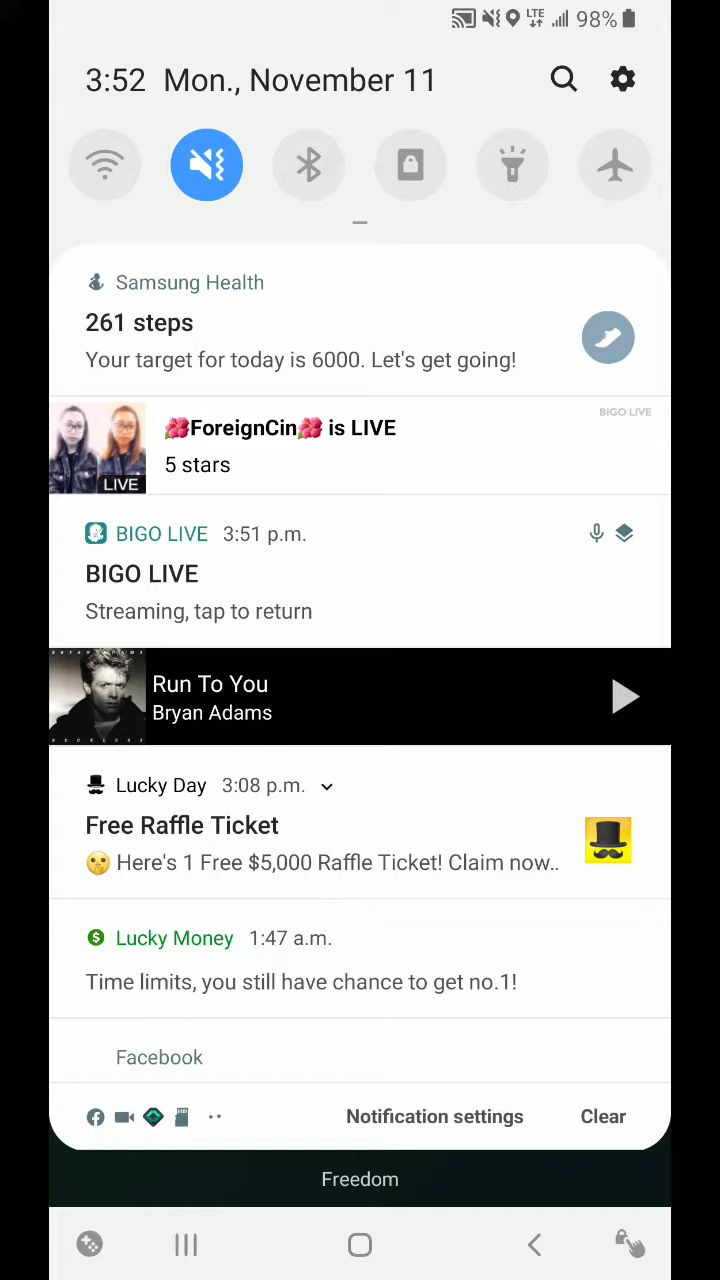 LTE 98%
3:52 Mon., November 11
Samsung Health
261 steps
Your target for today is 6000. Let's get going!
BIGO LIVE
🌺ForeignCin🌺 is LIVE
5 stars
LIVE
BIGO LIVE 3:51 p.m.
BIGO LIVE
Streaming, tap to return
BRYAN ADAMS
Run To You
Bryan Adams
RECKLESS
Lucky Day 3:08 p.m.
Free Raffle Ticket
🤫 Here's 1 Free $5,000 Raffle Ticket! Claim now..
Lucky Money 1:47 a.m.
Time limits, you still have chance to get no.1!
Facebook
Notification settings Clear
Freedom